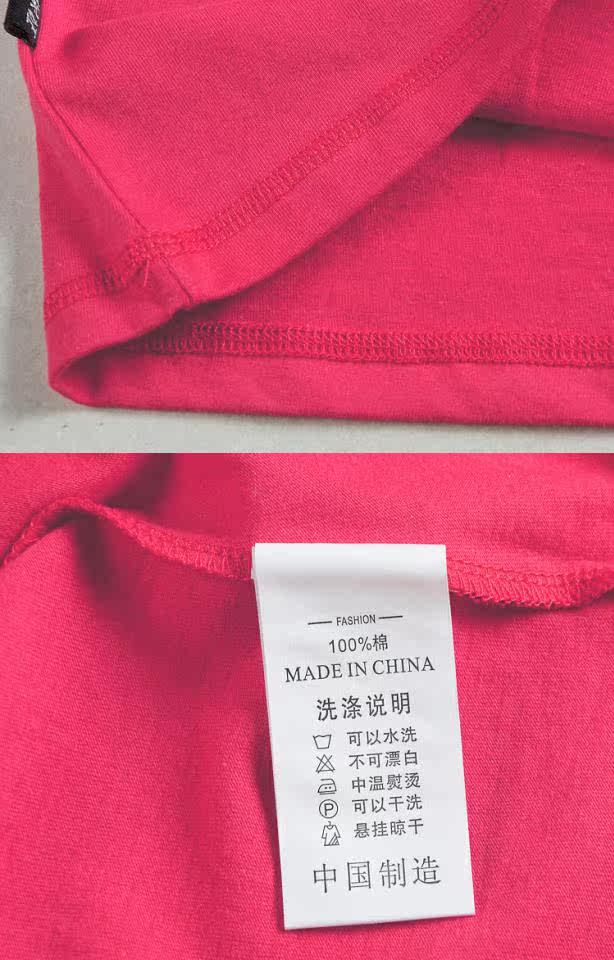 FASHION
100%棉
MADE IN CHINA
洗涤说明
可以水洗
不可漂白
中温熨烫
P 可以干洗
悬挂晾干
中国制造